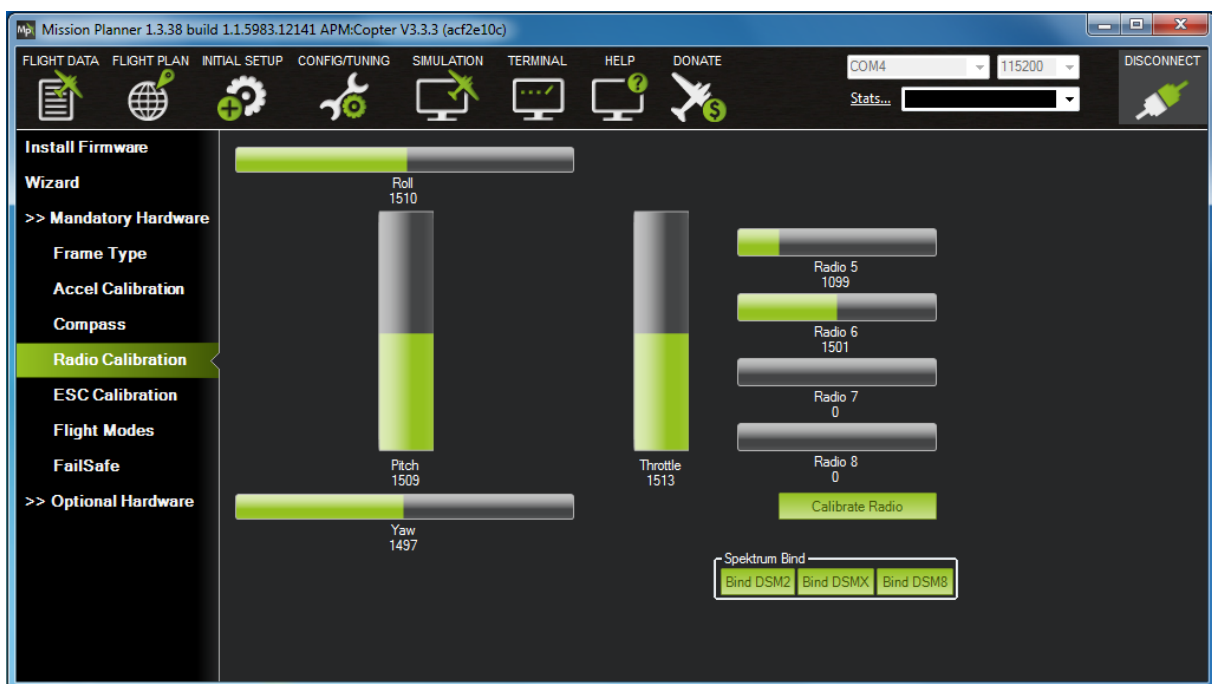 Mission Planner 1.3.38 build 1.1.5983.12141 APM:Copter V3.3.3 (acf2e10c)
FLIGHT DATA FLIGHT PLAN INITIAL SETUP CONFIG/TUNING SIMULATION TERMINAL HELP DONATE COM4 115200 DISCONNECT
Stats...
Install Firmware
Wizard
>> Mandatory Hardware
Frame Type
Accel Calibration
Compass
Radio Calibration
ESC Calibration
Flight Modes
FailSafe
>> Optional Hardware
Roll
1510
Pitch
1509
Throttle
1513
Yaw
1497
Radio 5
1099
Radio 6
1501
Radio 7
0
Radio 8
0
Calibrate Radio
Spektrum Bind
Bind DSM2 Bind DSMX Bind DSM8